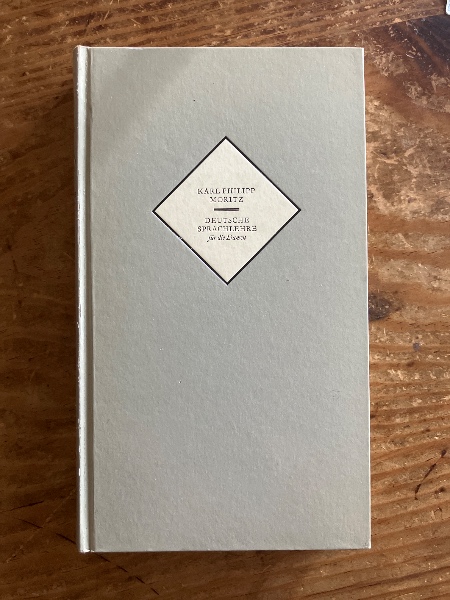 KARL PHILIPP
MORITZ
DEUTSCHE
SPRACHLEHRE
für die Damen